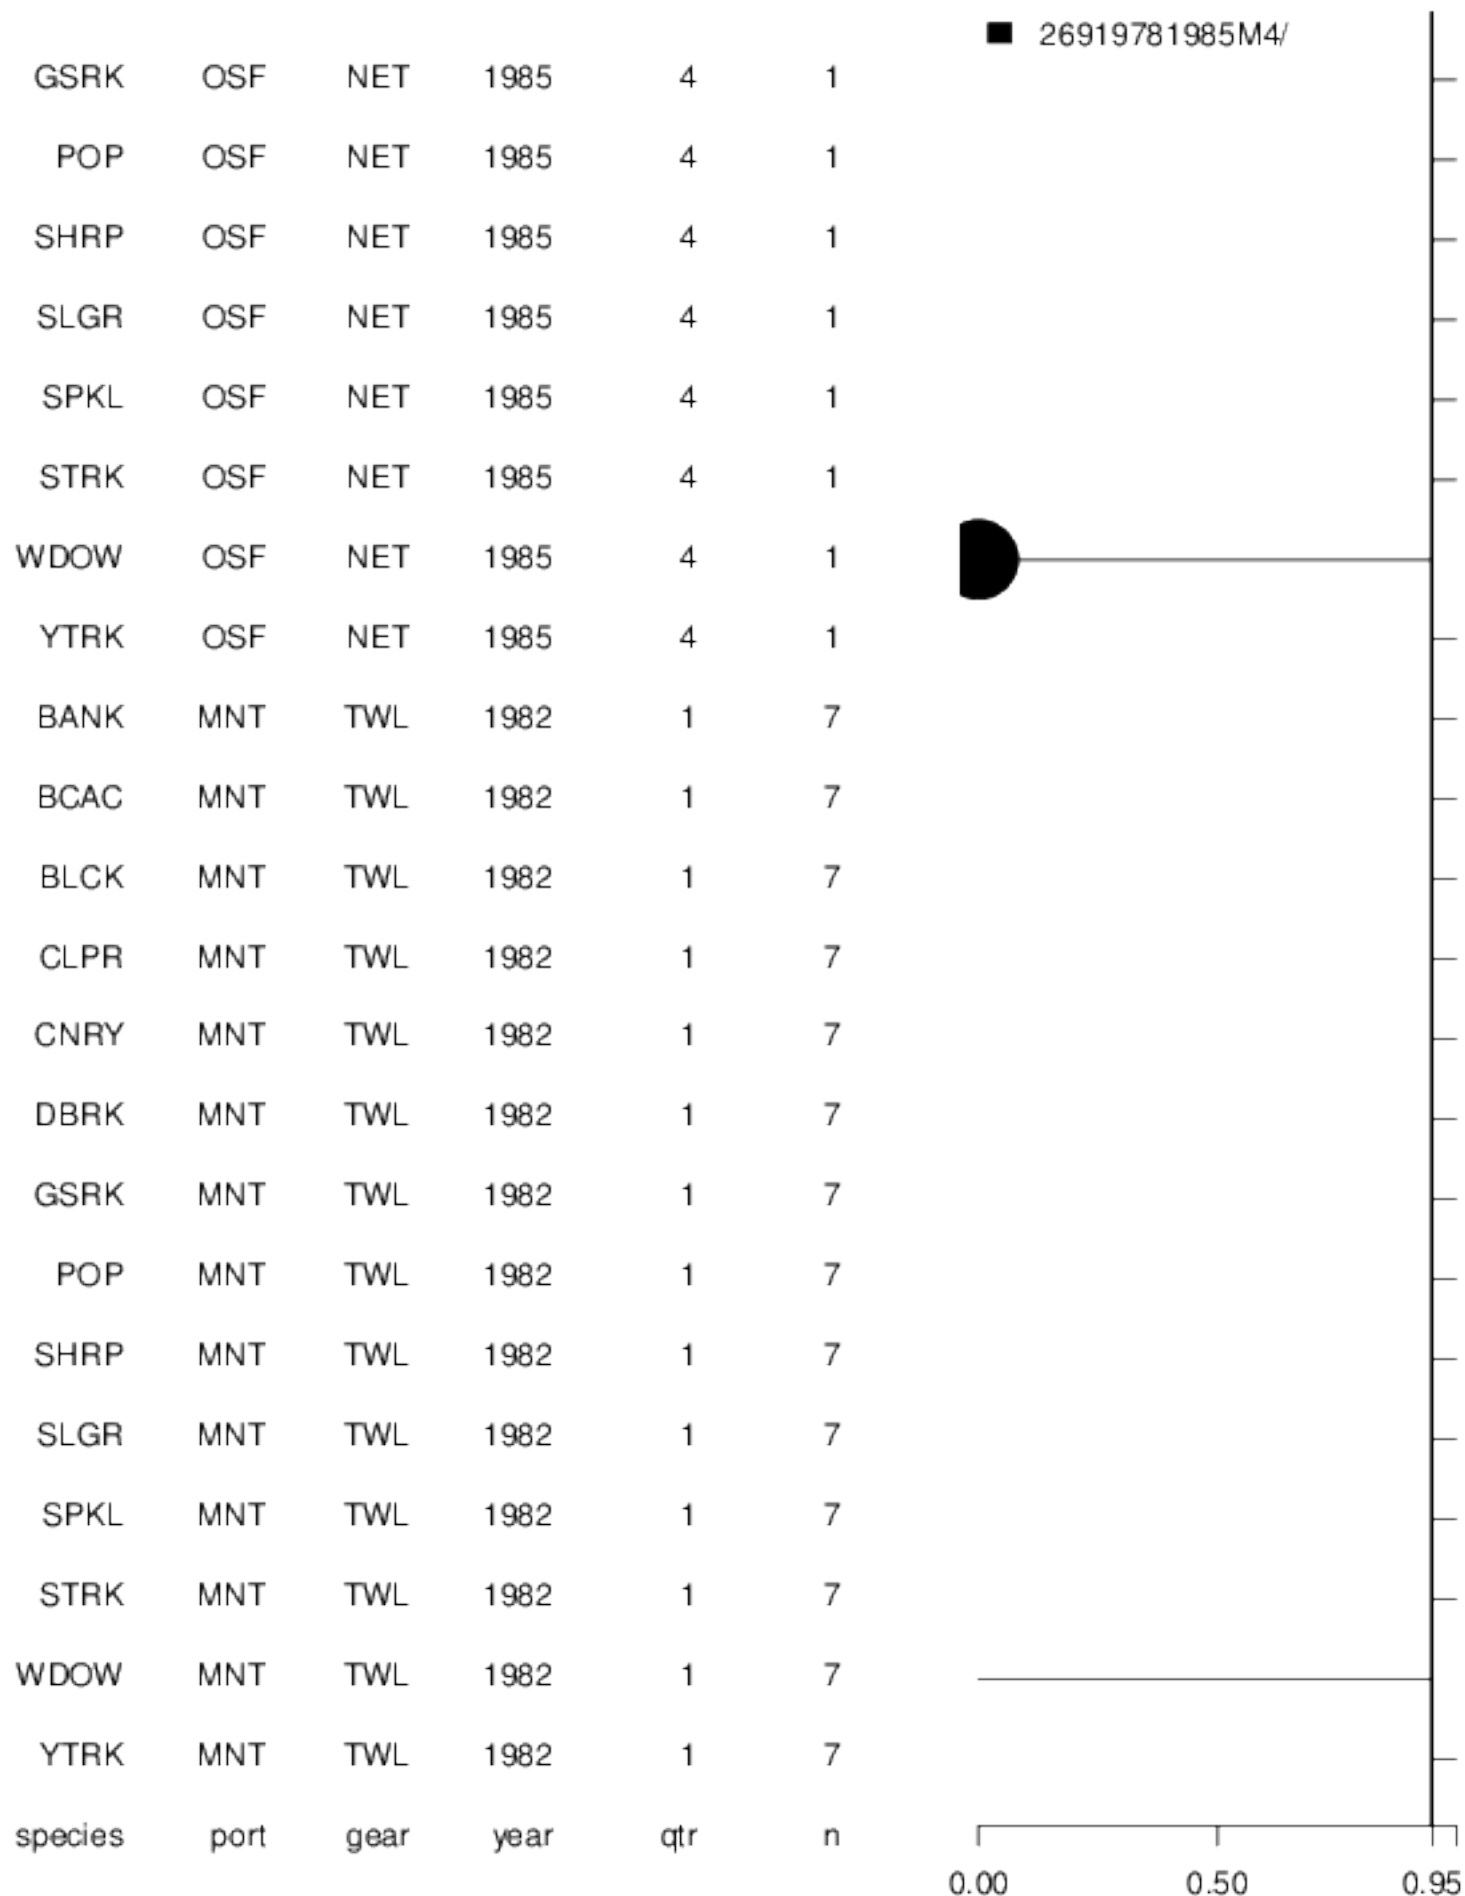 26919781985M4/
GSRK OSF NET 1985 4 1
POP OSF NET 1985 4 1
SHRP OSF NET 1985 4 1
SLGR OSF NET 1985 4 1
SPKL OSF NET 1985 4 1
STRK OSF NET 1985 4 1
WDOW OSF NET 1985 4 1
YTRK OSF NET 1985 4 1
BANK MNT TWL 1982 1 7
BCAC MNT TWL 1982 1 7
BLCK MNT TWL 1982 1 7
CLPR MNT TWL 1982 1 7
CNRY MNT TWL 1982 1 7
DBRK MNT TWL 1982 1 7
GSRK MNT TWL 1982 1 7
POP MNT TWL 1982 1 7
SHRP MNT TWL 1982 1 7
SLGR MNT TWL 1982 1 7
SPKL MNT TWL 1982 1 7
STRK MNT TWL 1982 1 7
WDOW MNT TWL 1982 1 7
YTRK MNT TWL 1982 1 7
species port gear year qtr n
0.00 0.50 0.95